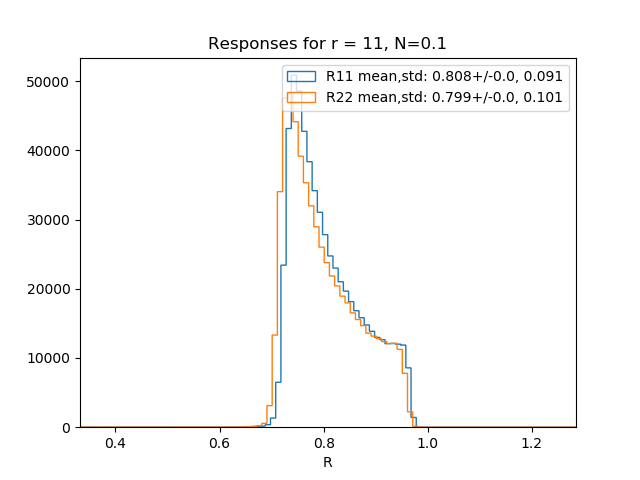 Responses for r = 11, N=0.1
R11 mean,std: 0.808+/-0.0, 0.091
R22 mean,std: 0.799+/-0.0, 0.101
50000
40000
30000
20000
10000
0
0.4 0.6 0.8 1.0 1.2
R